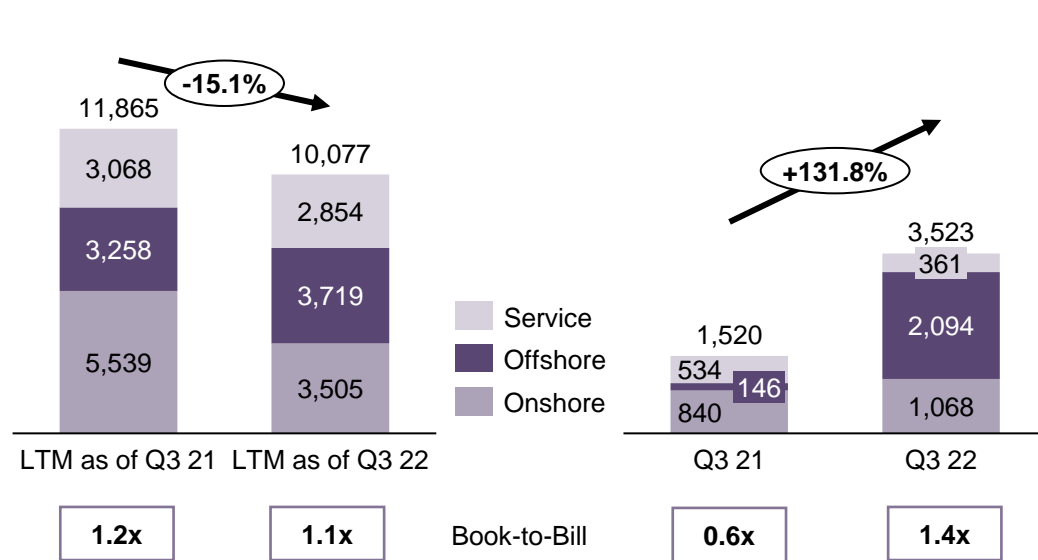 -15.1%
11,865
3,068
3,258
5,539
10,077
2,854
3,719
3,505
Service
Offshore
Onshore
+131.8%
1,520
534
146
840
3,523
361
2,094
1,068
LTM as of Q3 21
LTM as of Q3 22
Q3 21
Q3 22
1.2x
1.1x
Book-to-Bill
0.6x
1.4x